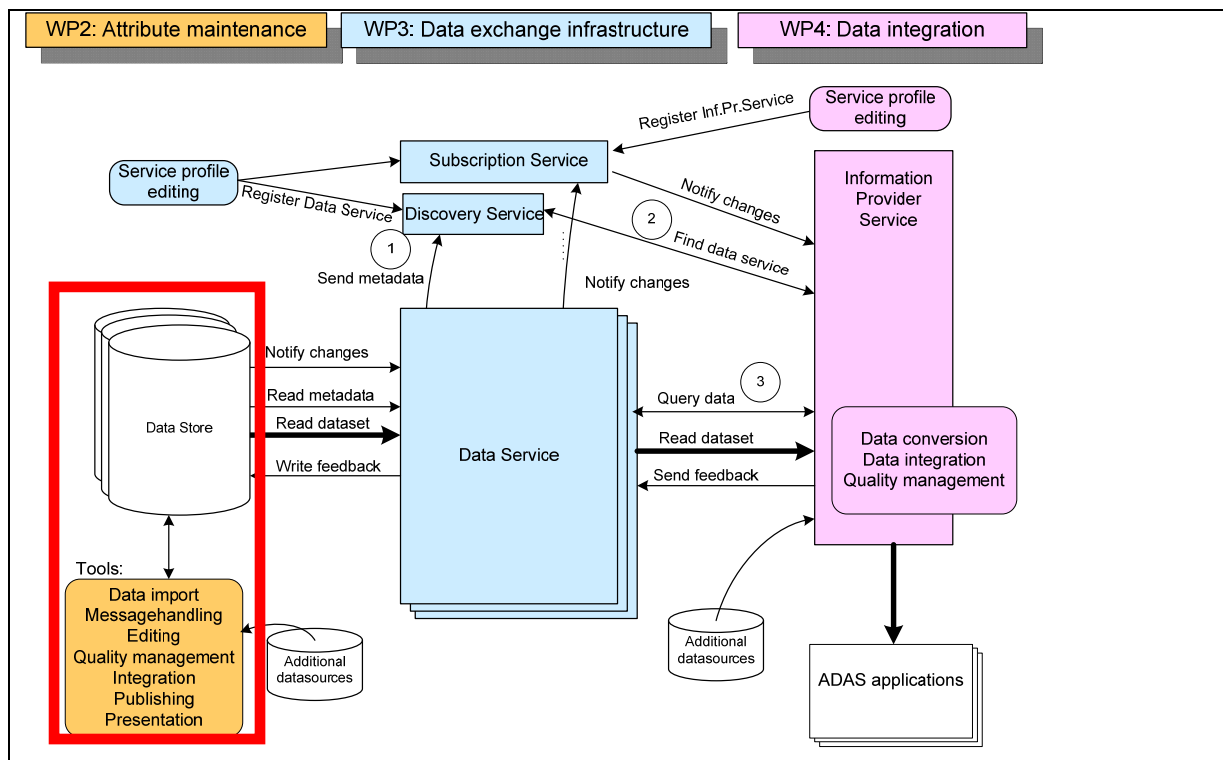 WP2: Attribute maintenance
WP3: Data exchange infrastructure
WP4: Data integration
Service profile
editing
Register Inf.Pr.Service
Subscription Service
Service profile
editing
Register Data Service
Discovery Service
Notify changes
Information
Provider
Service
1
2
Find data service
Send metadata
Notify changes
Notify changes
Read metadata
Read dataset
Write feedback
Data Store
Data Service
3
Query data
Read dataset
Send feedback
Data conversion
Data integration
Quality management
Tools:
Data import
Messagehandling
Editing
Quality management
Integration
Publishing
Presentation
Additional
datasources
Additional
datasources
ADAS applications